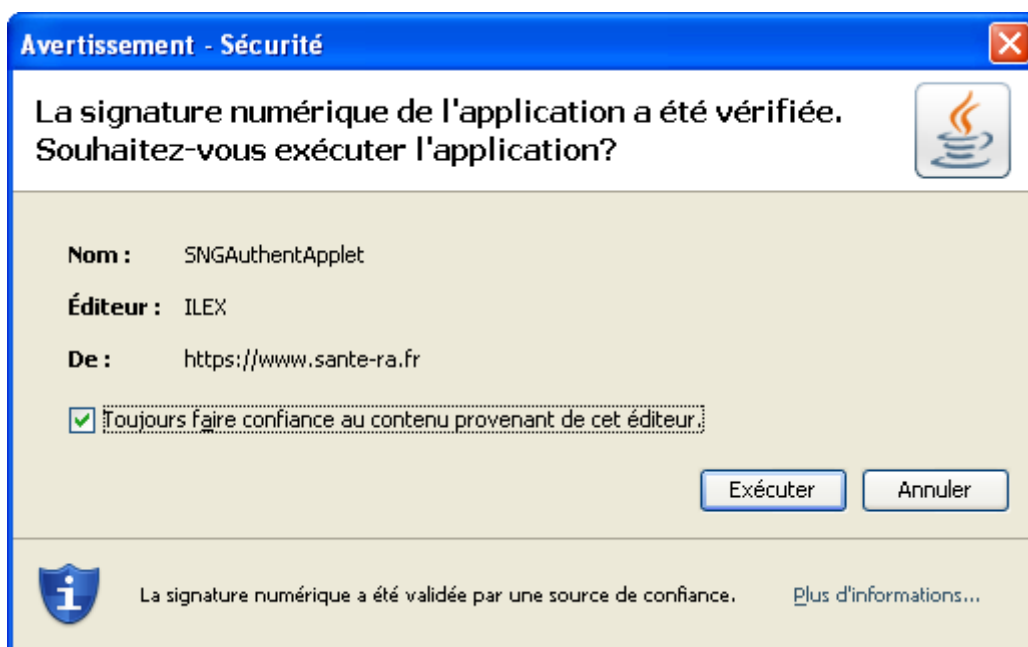 Avertissement - Sécurité
La signature numérique de l'application a été vérifiée.
Souhaitez-vous exécuter l'application?
Nom : SNGAuthentApplet
Éditeur : ILEX
De : https://www.sante-ra.fr
Toujours faire confiance au contenu provenant de cet éditeur.
Exécuter Annuler
La signature numérique a été validée par une source de confiance. Plus d'informations...